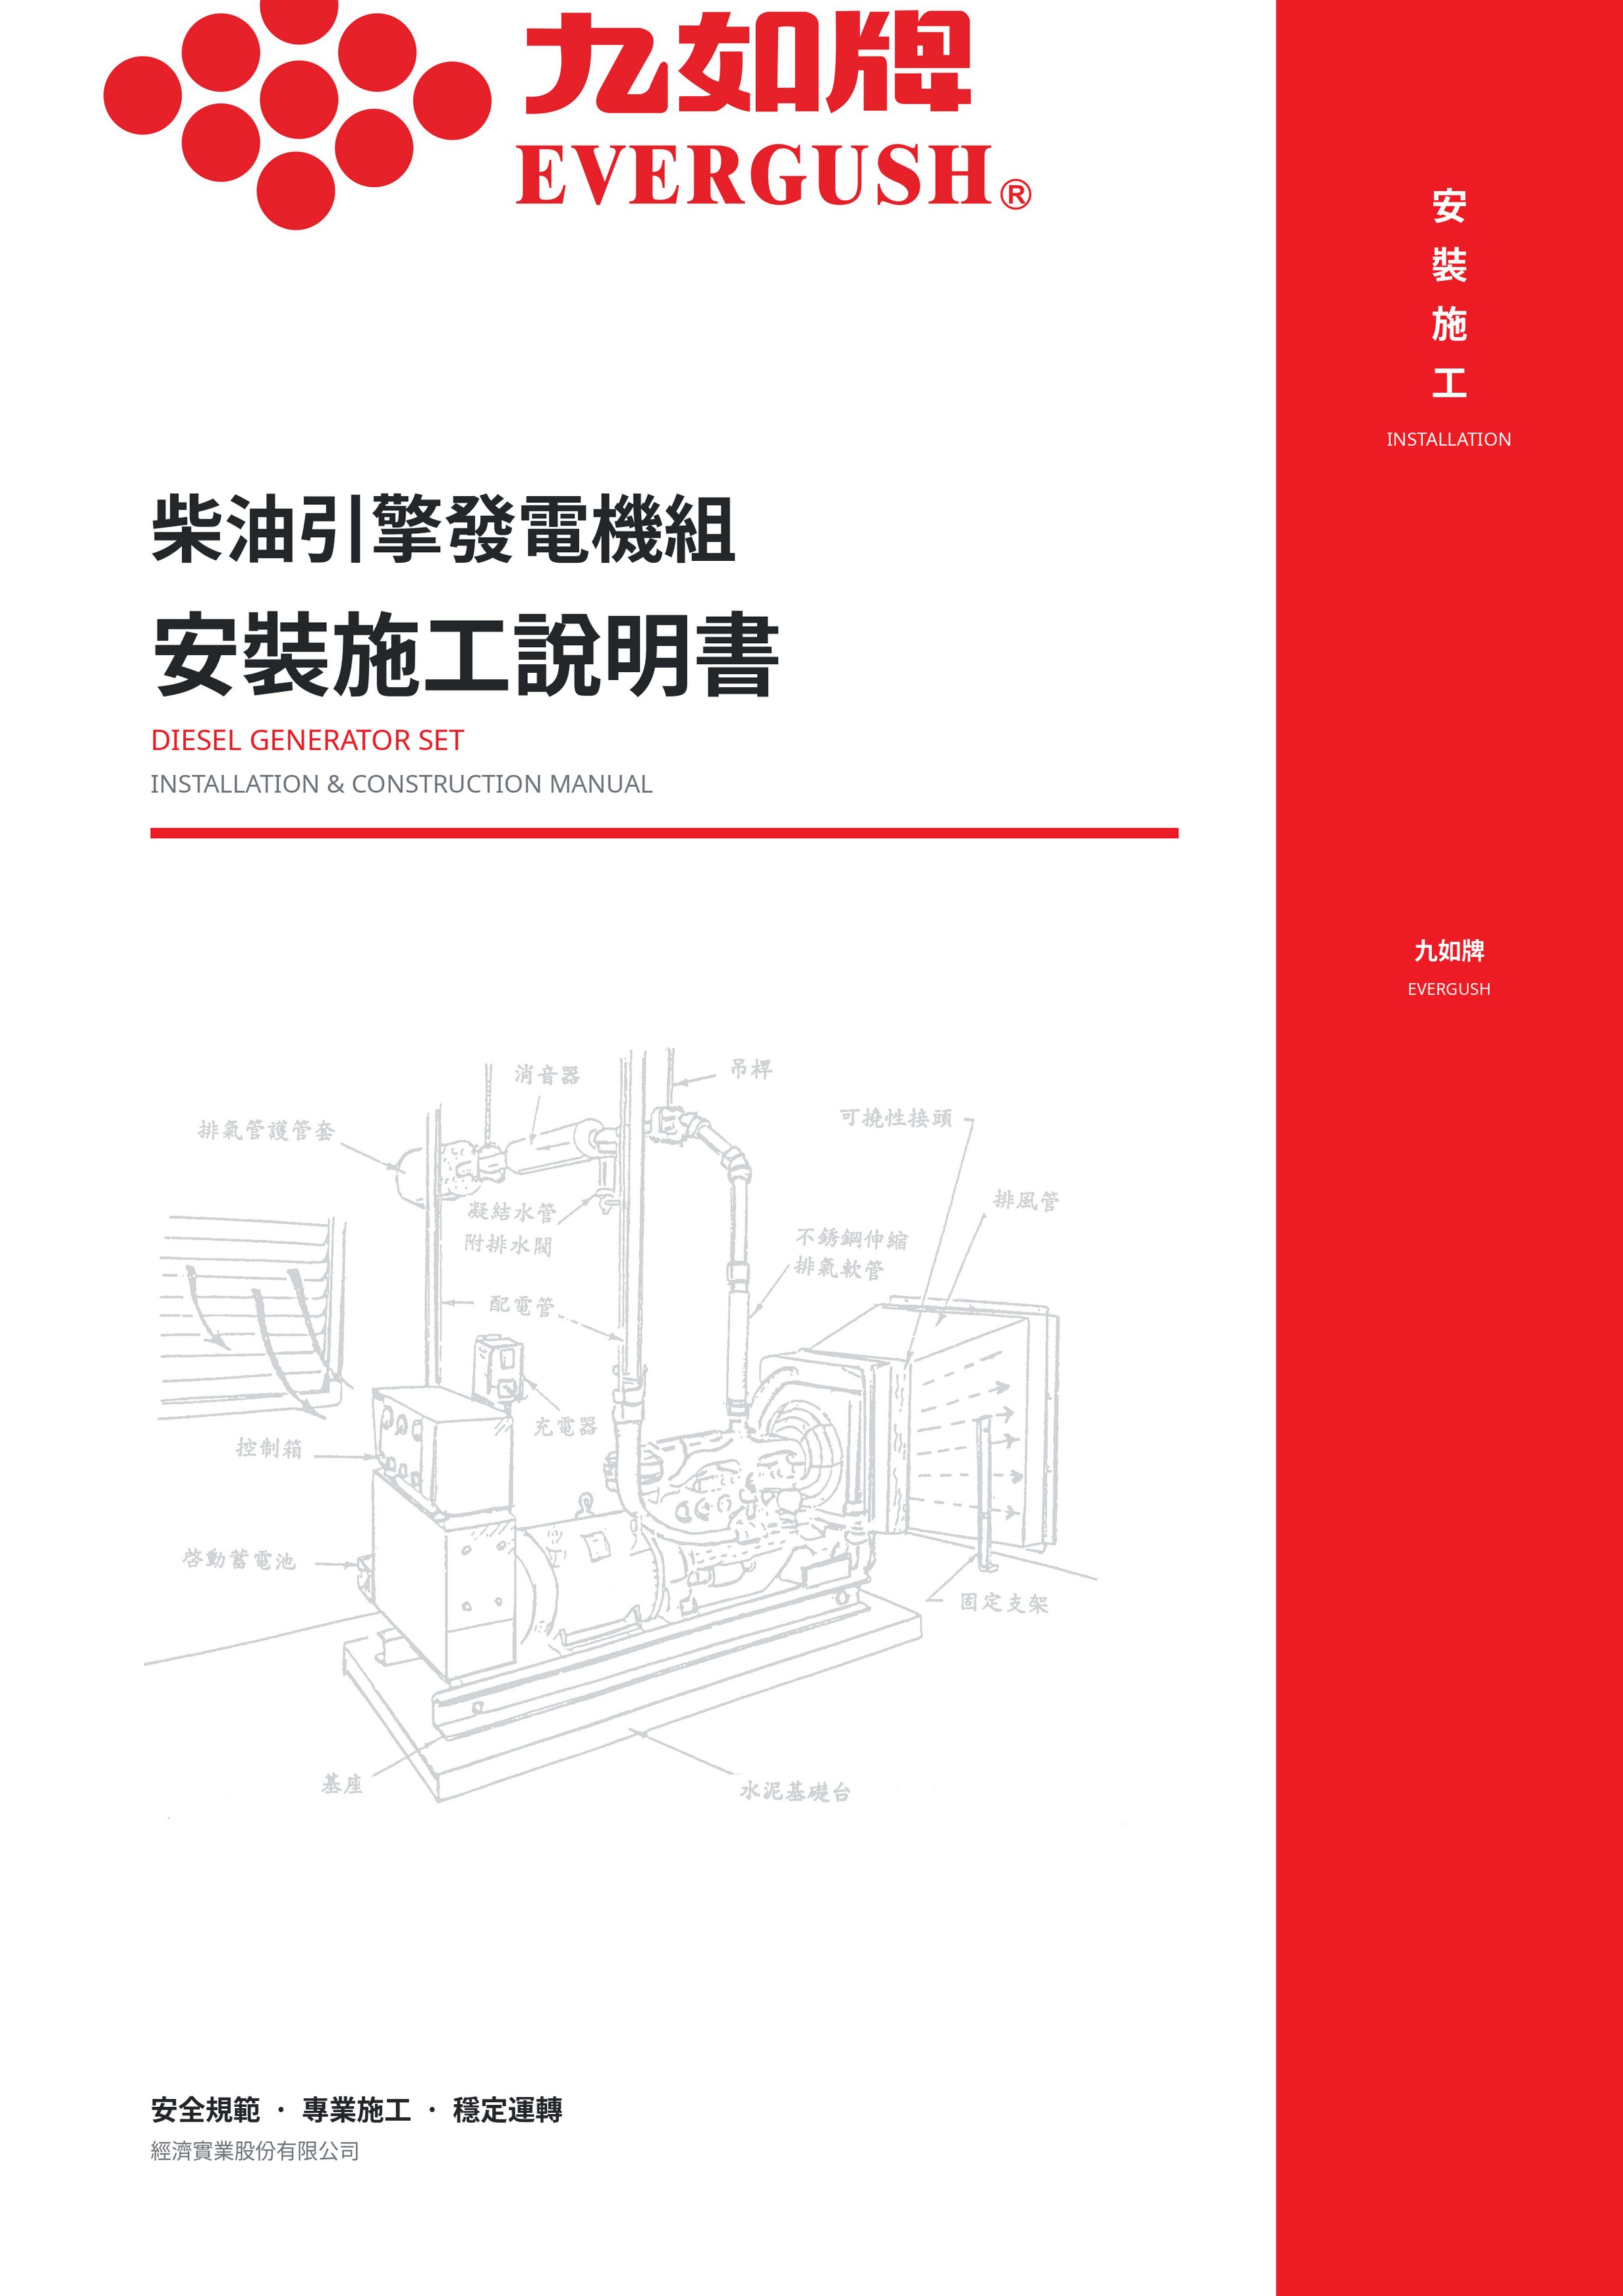 九如牌
EVERGUSH®
安
裝
施
工
INSTALLATION
柴油引擎發電機組
安裝施工說明書
DIESEL GENERATOR SET
INSTALLATION & CONSTRUCTION MANUAL
九如牌
EVERGUSH
消音器
吊桿
排氣管護管套
可撓性接頭
排風管
凝結水管
附排水閥
不銹鋼伸縮
排氣軟管
配電管
充電器
控制箱
啓動蓄電池
固定支架
基座
水泥基礎台
安全規範 · 專業施工 · 穩定運轉
經濟實業股份有限公司